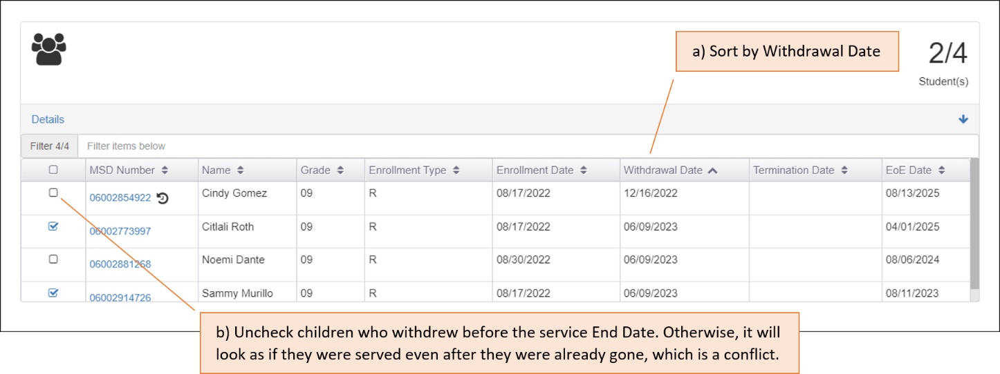 a) Sort by Withdrawal Date
2/4
Student(s)
Details
Filter 4/4 Filter items below
MSD Number Name Grade Enrollment Type Enrollment Date Withdrawal Date Termination Date EoE Date
06002854922 Cindy Gomez 09 R 08/17/2022 12/16/2022 08/13/2025
06002773997 Citlali Roth 09 R 08/17/2022 06/09/2023 04/01/2025
06002881268 Noemi Dante 09 R 08/30/2022 06/09/2023 08/06/2024
06002914726 Sammy Murillo 09 R 08/17/2022 06/09/2023 08/11/2023
b) Uncheck children who withdrew before the service End Date. Otherwise, it will
look as if they were served even after they were already gone, which is a conflict.